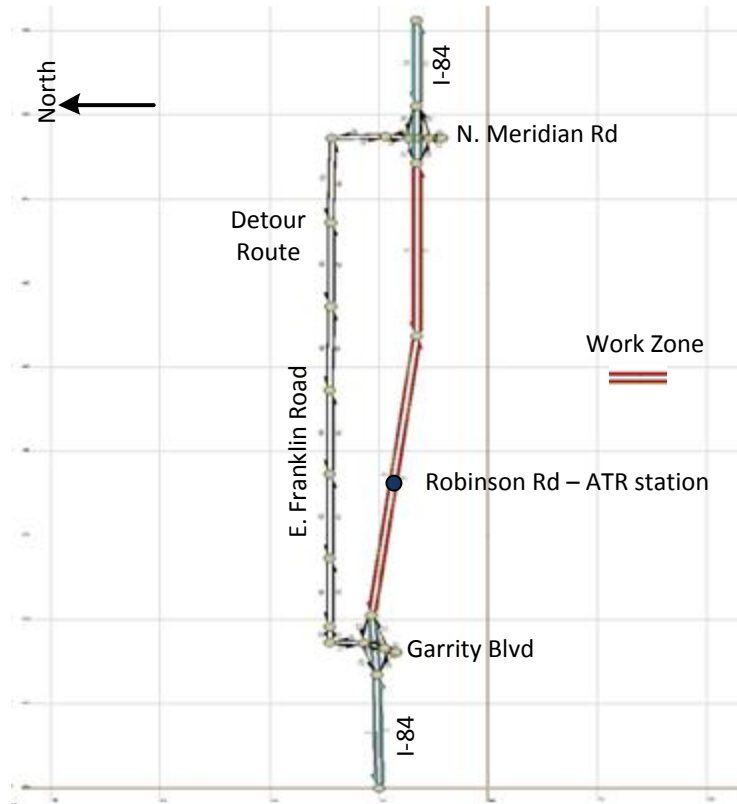 I-84
North
N. Meridian Rd
Detour
Route
Work Zone
E. Franklin Road
Robinson Rd – ATR station
Garrity Blvd
I-84